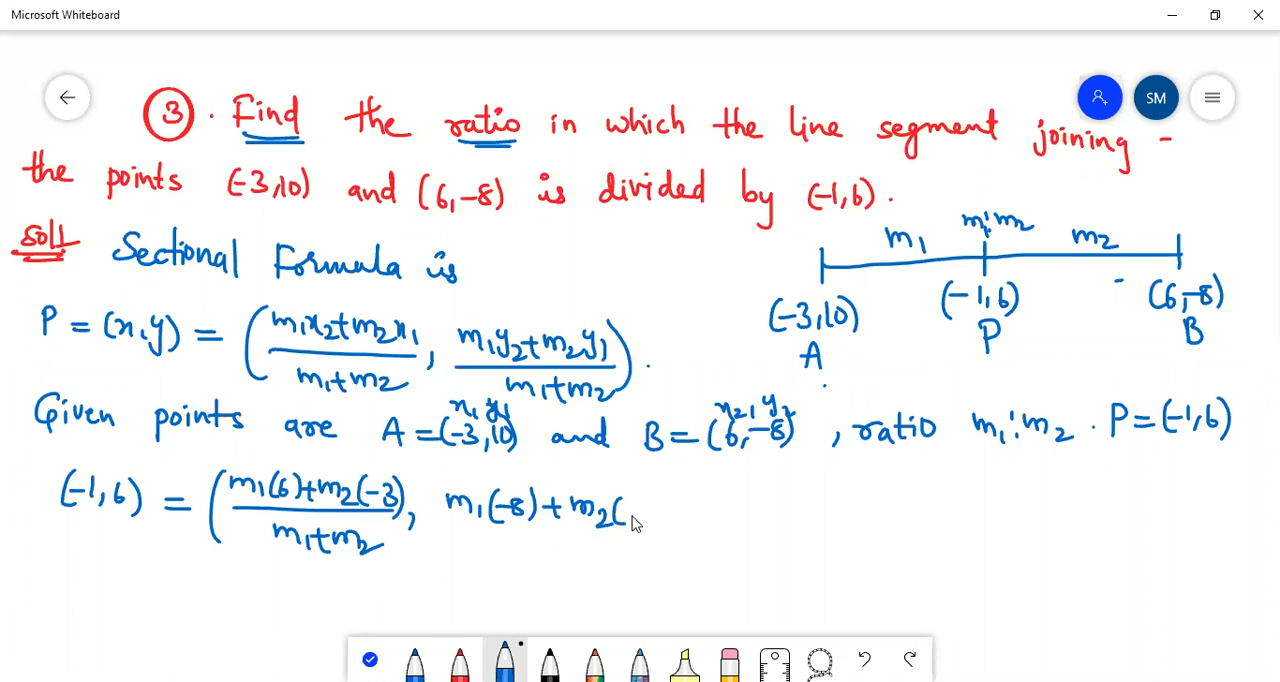 Microsoft Whiteboard
SM
③. Find the ratio in which the line segment joining -
the points (-3,10) and (6,-8) is divided by (-1,6).
Sol:
Sectional Formula is
m1 m1:m2 m2
(-3,10) (-1,6) (6,-8)
A P B
P = (x,y) = (m1x2+m2x1/m1+m2, m1y2+m2y1/m1+m2).
x1, y1 x2, y2
Given points are A=(-3,10) and B=(6,-8), ratio m1:m2. P=(-1,6)
(-1,6) = (m1(6)+m2(-3)/m1+m2, m1(-8)+m2(